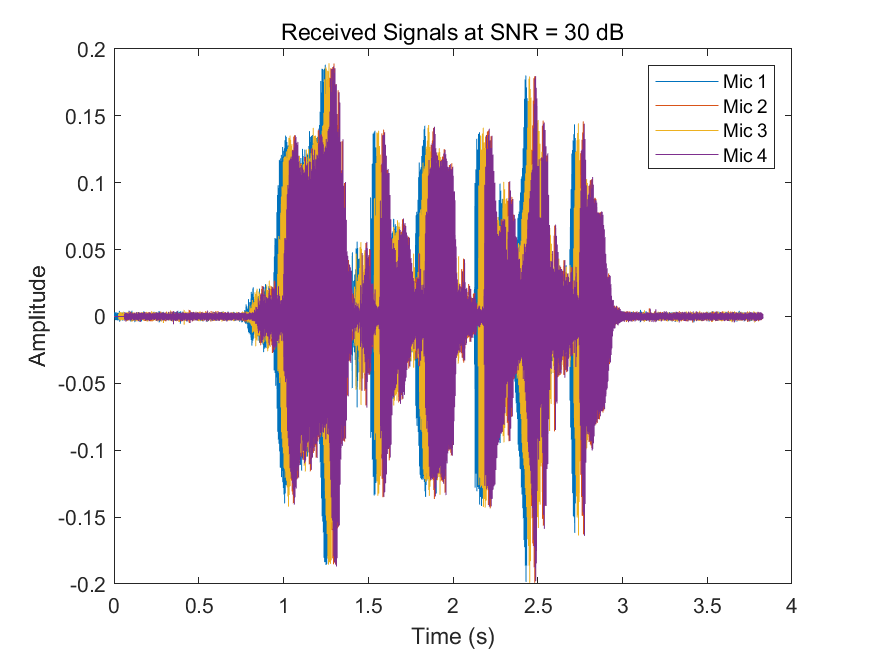 Received Signals at SNR = 30 dB
Mic 1
Mic 2
Mic 3
Mic 4
0.2
0.15
0.1
0.05
0
-0.05
-0.1
-0.15
-0.2
Amplitude
0 0.5 1 1.5 2 2.5 3 3.5 4
Time (s)